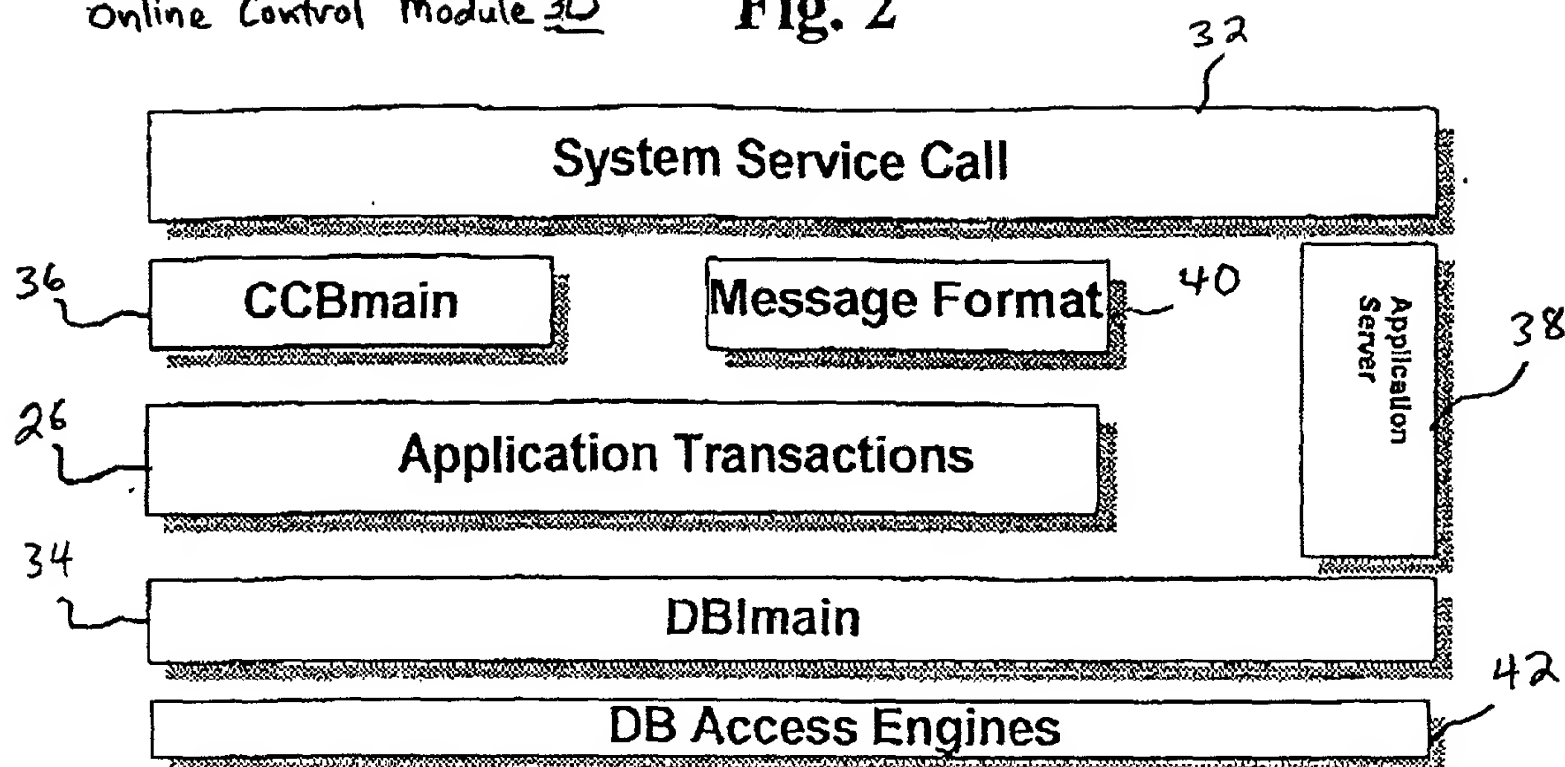 Online Control Module 30
Fig. 2
32
System Service Call
36
CCBmain
Message Format
40
Application
Server
38
26
Application Transactions
34
DBImain
DB Access Engines
42